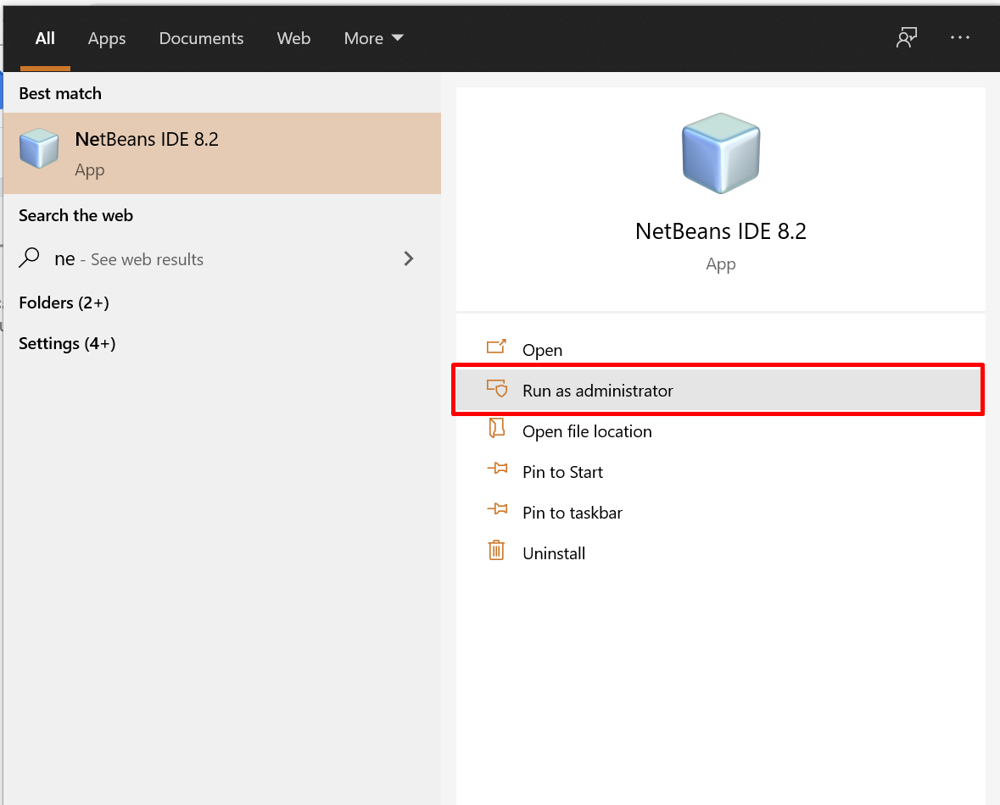 All Apps Documents Web More
Best match
NetBeans IDE 8.2
App
Search the web
ne - See web results
Folders (2+)
Settings (4+)
NetBeans IDE 8.2
App
Open
Run as administrator
Open file location
Pin to Start
Pin to taskbar
Uninstall